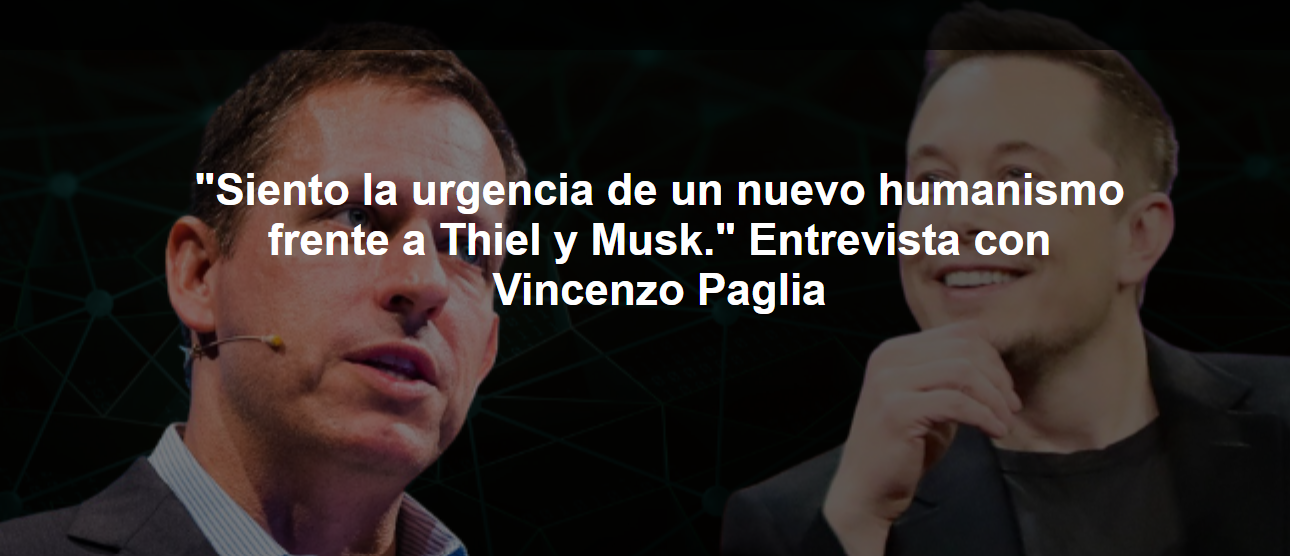 "Siento la urgencia de un nuevo humanismo
frente a Thiel y Musk." Entrevista con
Vincenzo Paglia